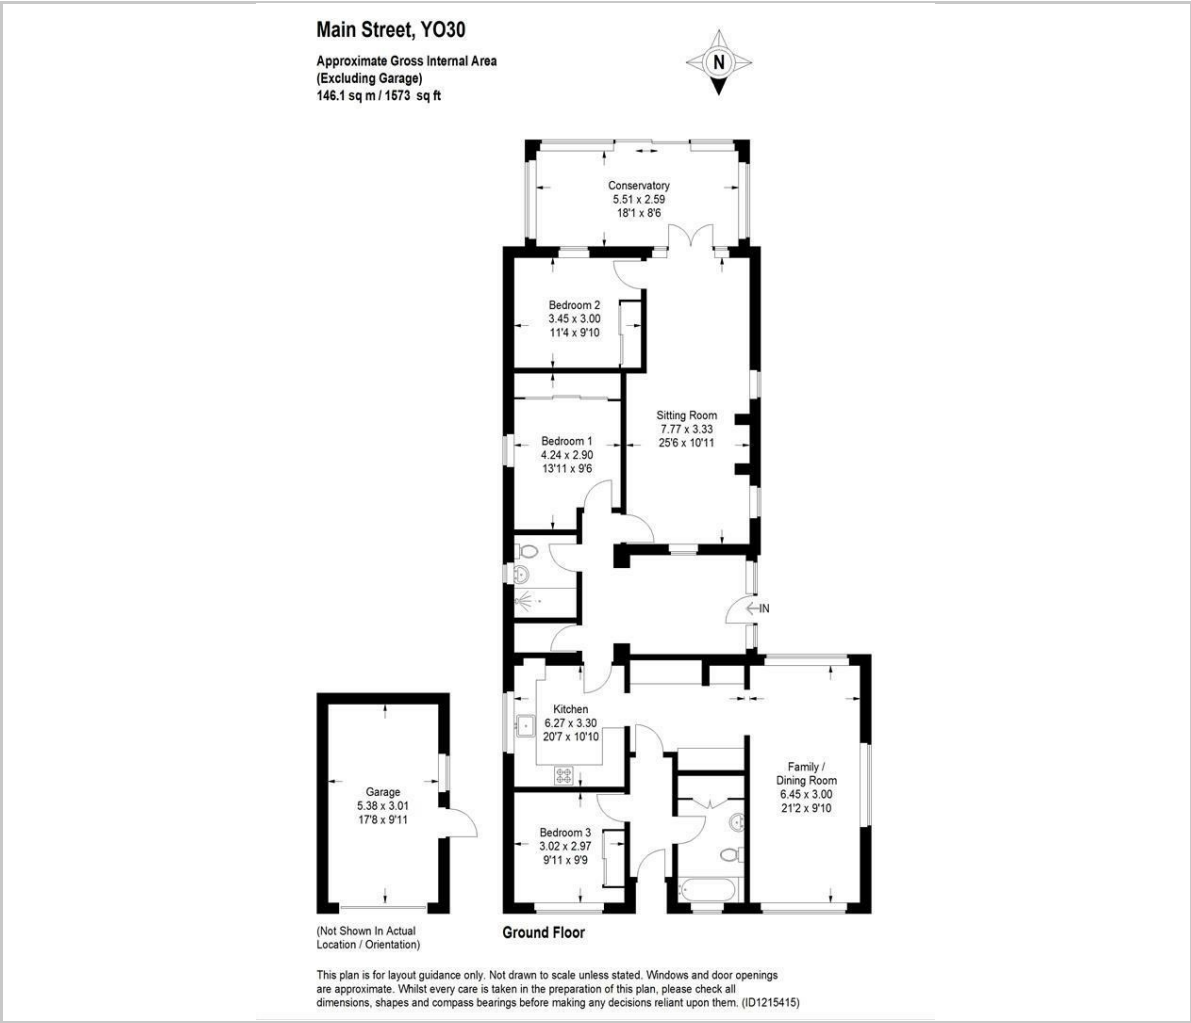 Main Street, YO30
Approximate Gross Internal Area
(Excluding Garage)
146.1 sq m / 1573 sq ft
N
Conservatory
5.51 x 2.59
18'1 x 8'6
Bedroom 2
3.45 x 3.00
11'4 x 9'10
Sitting Room
7.77 x 3.33
25'6 x 10'11
Bedroom 1
4.24 x 2.90
13'11 x 9'6
IN
Kitchen
6.27 x 3.30
20'7 x 10'10
Family /
Dining Room
6.45 x 3.00
21'2 x 9'10
Garage
5.38 x 3.01
17'8 x 9'11
Bedroom 3
3.02 x 2.97
9'11 x 9'9
(Not Shown In Actual
Location / Orientation)
Ground Floor
This plan is for layout guidance only. Not drawn to scale unless stated. Windows and door openings
are approximate. Whilst every care is taken in the preparation of this plan, please check all
dimensions, shapes and compass bearings before making any decisions reliant upon them. (ID1215415)